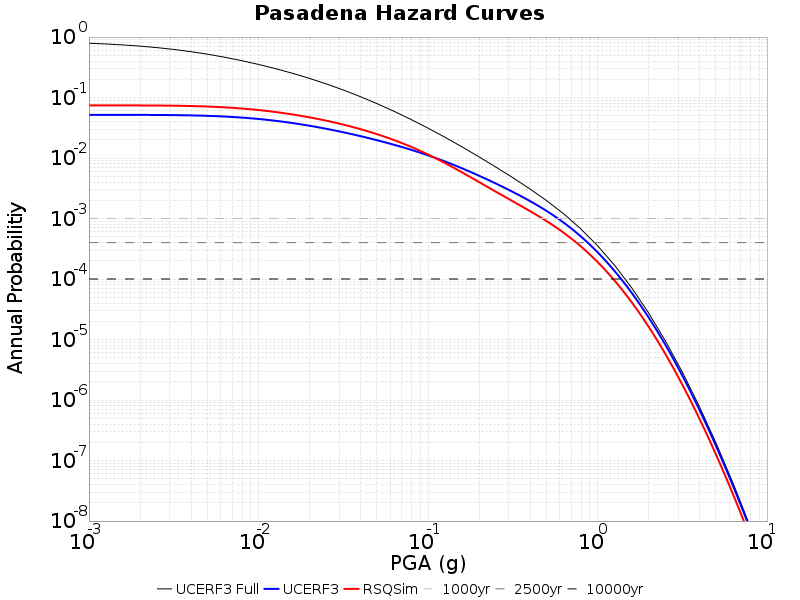 Pasadena Hazard Curves
10^0
10^-1
10^-2
10^-3
10^-4
10^-5
10^-6
10^-7
10^-8
Annual Probabilitiy
10^-3 10^-2 10^-1 10^0 10^1
PGA (g)
UCERF3 Full UCERF3 RSQSim 1000yr 2500yr 10000yr